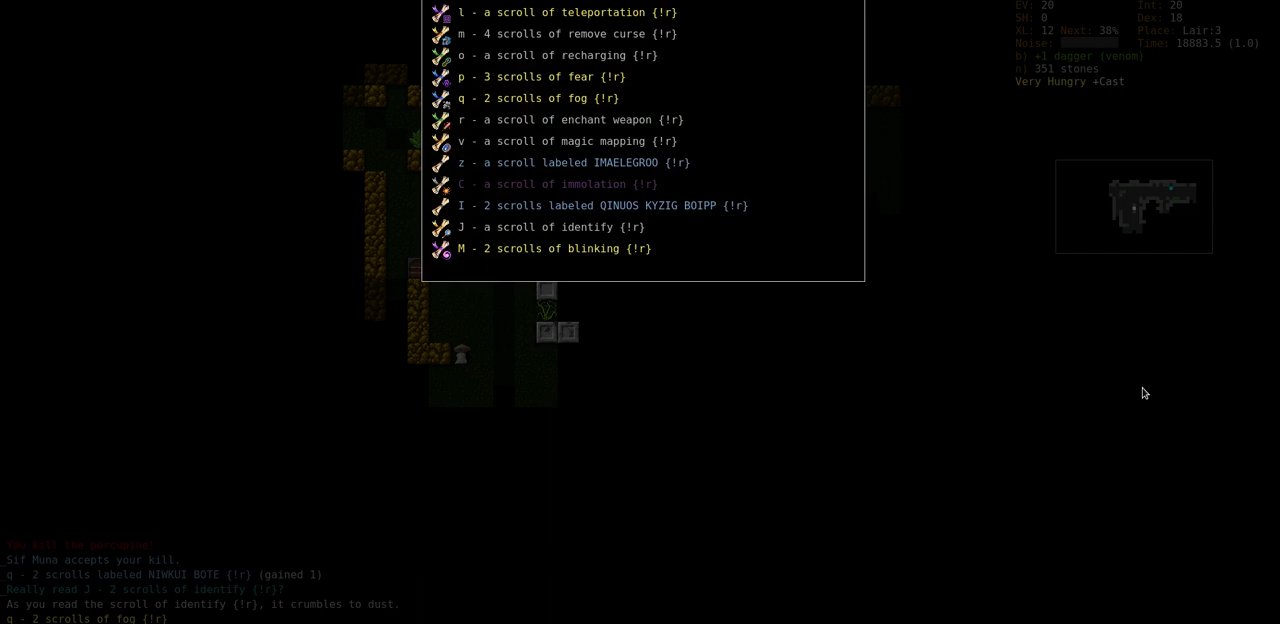 l - a scroll of teleportation {!r}
m - 4 scrolls of remove curse {!r}
o - a scroll of recharging {!r}
p - 3 scrolls of fear {!r}
q - 2 scrolls of fog {!r}
r - a scroll of enchant weapon {!r}
v - a scroll of magic mapping {!r}
z - a scroll labeled IMAELEGROO {!r}
C - a scroll of immolation {!r}
I - 2 scrolls labeled QINUOS KYZIG BOIPP {!r}
J - a scroll of identify {!r}
M - 2 scrolls of blinking {!r}
EV: 20 Int: 20
SH: 0 Dex: 18
XL: 12 Next: 38% Place: Lair:3
Noise: Time: 18883.5 (1.0)
b) +1 dagger (venom)
n) 351 stones
Very Hungry +Cast
You kill the porcupine!
_Sif Muna accepts your kill.
_q - 2 scrolls labeled NIWKUI BOTE {!r} (gained 1)
_Really read J - 2 scrolls of identify {!r}?
As you read the scroll of identify {!r}, it crumbles to dust.
q - 2 scrolls of fog {!r}